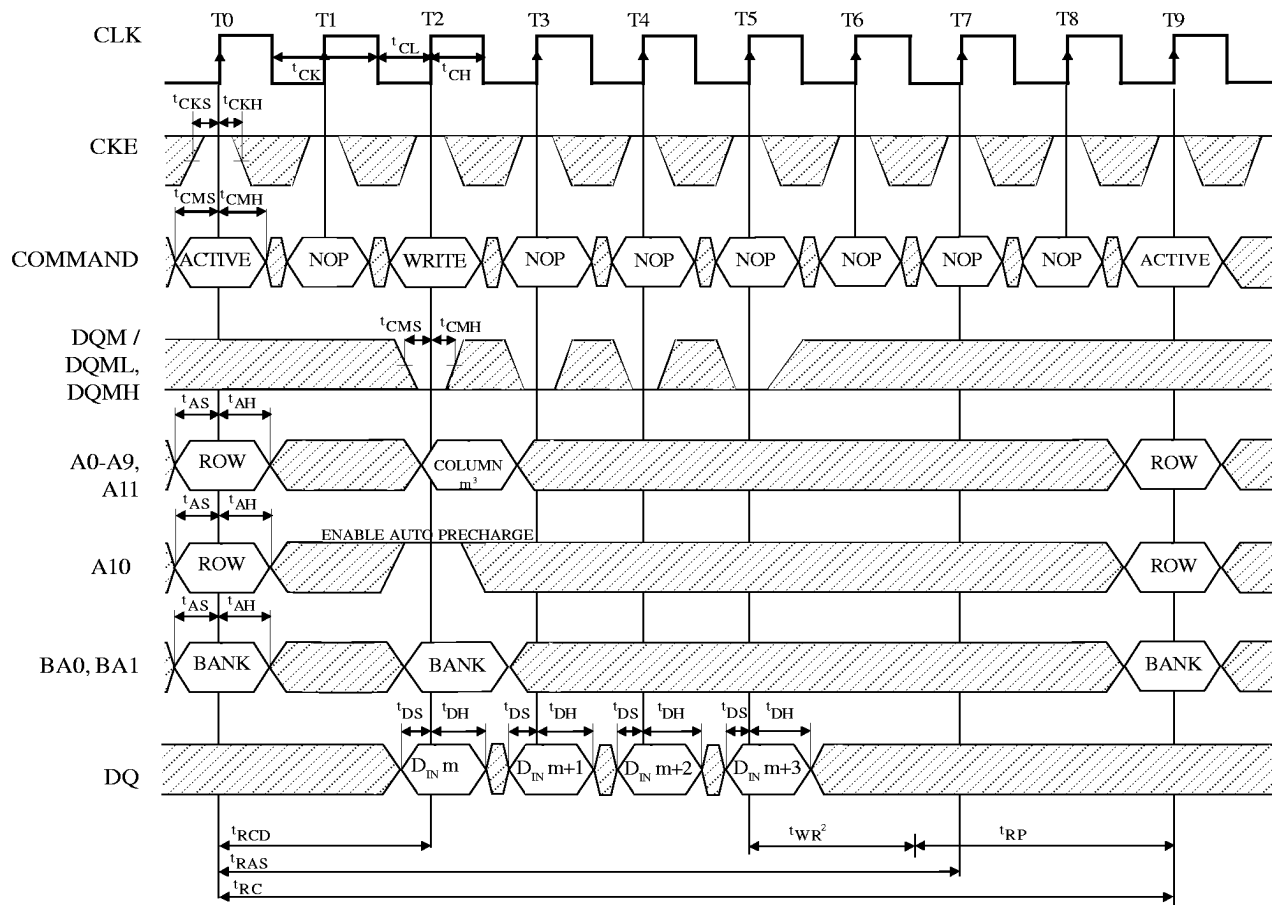 T0 T1 T2 T3 T4 T5 T6 T7 T8 T9
CLK
tCK tCL tCH
tCKS tCKH
CKE
tCMS tCMH
COMMAND ACTIVE NOP WRITE NOP NOP NOP NOP NOP NOP ACTIVE
tCMS tCMH
DQM /
DQML,
DQMH
tAS tAH
A0-A9,
A11
ROW COLUMN
m³
ROW
tAS tAH
ENABLE AUTO PRECHARGE
A10 ROW ROW
tAS tAH
BA0, BA1 BANK BANK BANK
tDS tDH tDS tDH tDS tDH tDS tDH
DQ DIN m DIN m+1 DIN m+2 DIN m+3
tRCD tWR² tRP
tRAS
tRC